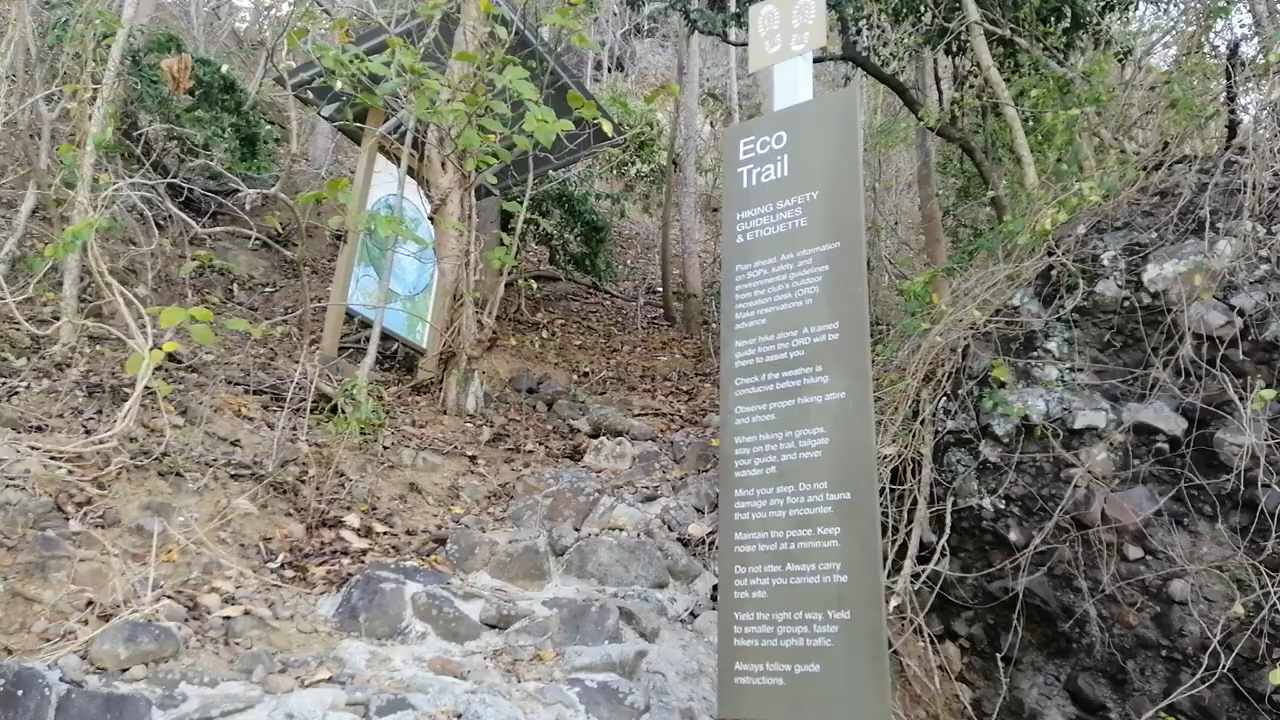 Eco
Trail
HIKING SAFETY
GUIDELINES
& ETIQUETTE
Plan ahead. Ask information
on SOPs, safety, and
environmental guidelines
from the club's outdoor
recreation desk (ORD).
Make reservations in
advance.
Never hike alone. A trained
guide from the ORD will be
there to assist you.
Check if the weather is
conducive before hiking.
Observe proper hiking attire
and shoes.
When hiking in groups,
stay on the trail, tailgate
your guide, and never
wander off.
Mind your step. Do not
damage any flora and fauna
that you may encounter.
Maintain the peace. Keep
noise level at a minimum.
Do not litter. Always carry
out what you carried in the
trek site.
Yield the right of way. Yield
to smaller groups, faster
hikers and uphill traffic.
Always follow guide
instructions.